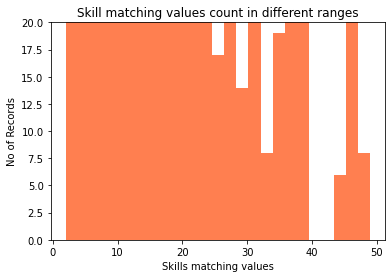 Skill matching values count in different ranges
No of Records
20.0
17.5
15.0
12.5
10.0
7.5
5.0
2.5
0.0
0 10 20 30 40 50
Skills matching values